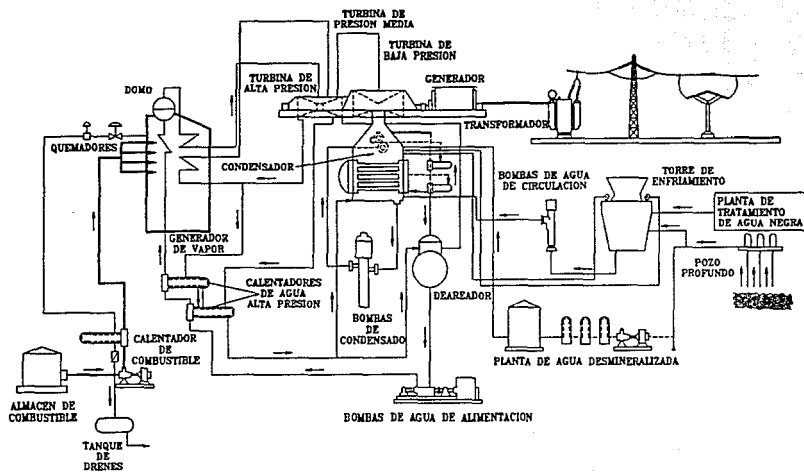 TURBINA DE
PRESION MEDIA
TURBINA DE
BAJA PRESION
TURBINA DE
ALTA PRESION
GENERADOR
DOMO
TRANSFORMADOR
QUEMADORES
CONDENSADOR
BOMBAS DE AGUA
DE CIRCULACION
TORRE DE
ENFRIAMIENTO
PLANTA DE
TRATAMIENTO
DE AGUA NEGRA
GENERADOR
DE VAPOR
POZO
PROFUNDO
CALENTADORES
DE AGUA
ALTA PRESION
DEAREADOR
BOMBAS
DE
CONDENSADO
CALENTADOR
DE
COMBUSTIBLE
PLANTA DE AGUA DESMINERALIZADA
ALMACEN DE
COMBUSTIBLE
BOMBAS DE AGUA DE ALIMENTACION
TANQUE
DE
DRENES